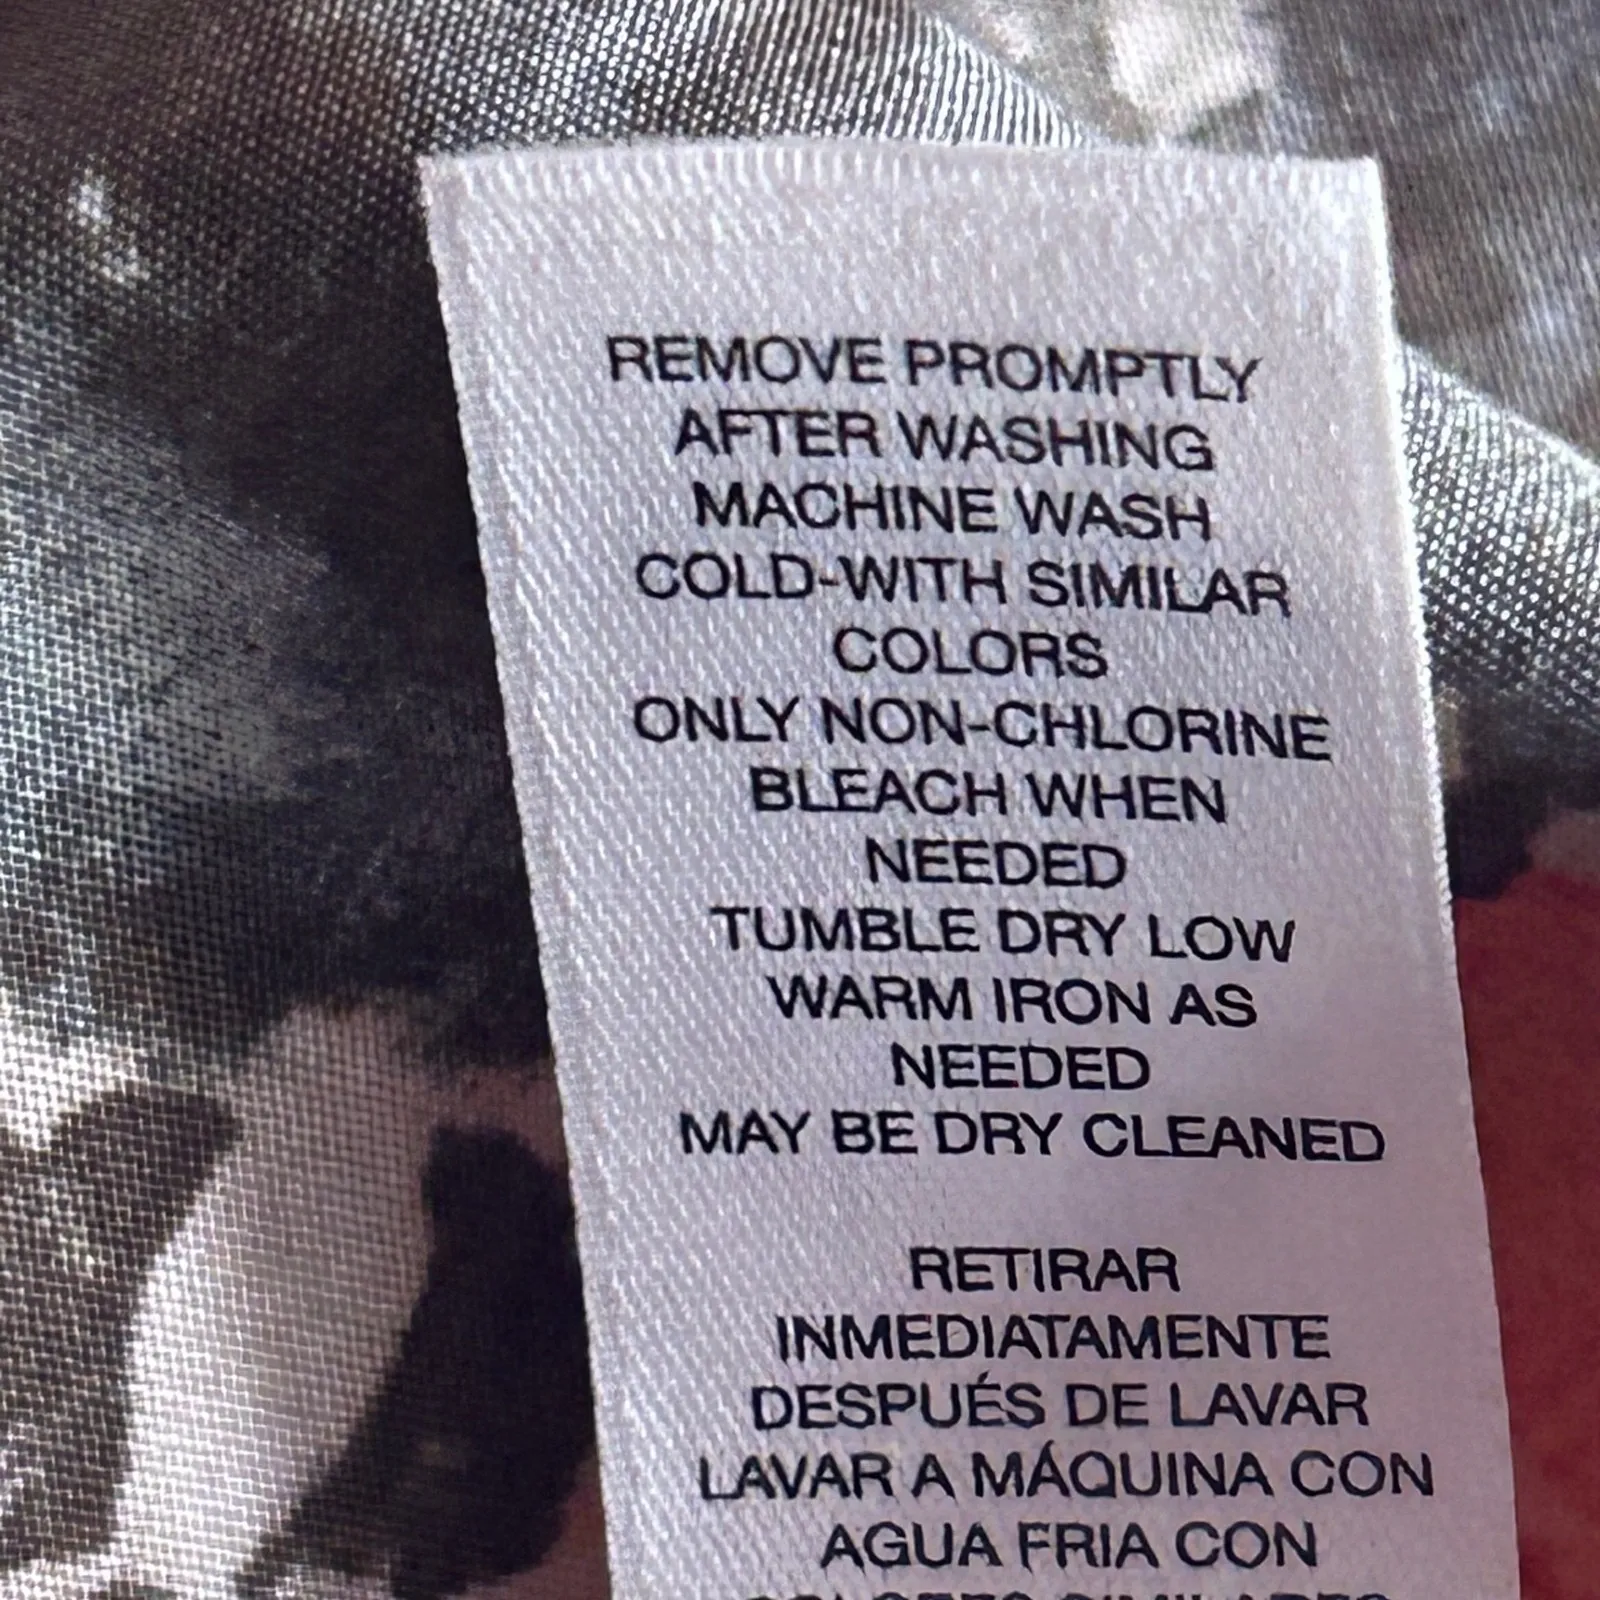 REMOVE PROMPTLY
AFTER WASHING
MACHINE WASH
COLD-WITH SIMILAR
COLORS
ONLY NON-CHLORINE
BLEACH WHEN
NEEDED
TUMBLE DRY LOW
WARM IRON AS
NEEDED
MAY BE DRY CLEANED
RETIRAR
INMEDIATAMENTE
DESPUÉS DE LAVAR
LAVAR A MÁQUINA CON
AGUA FRIA CON